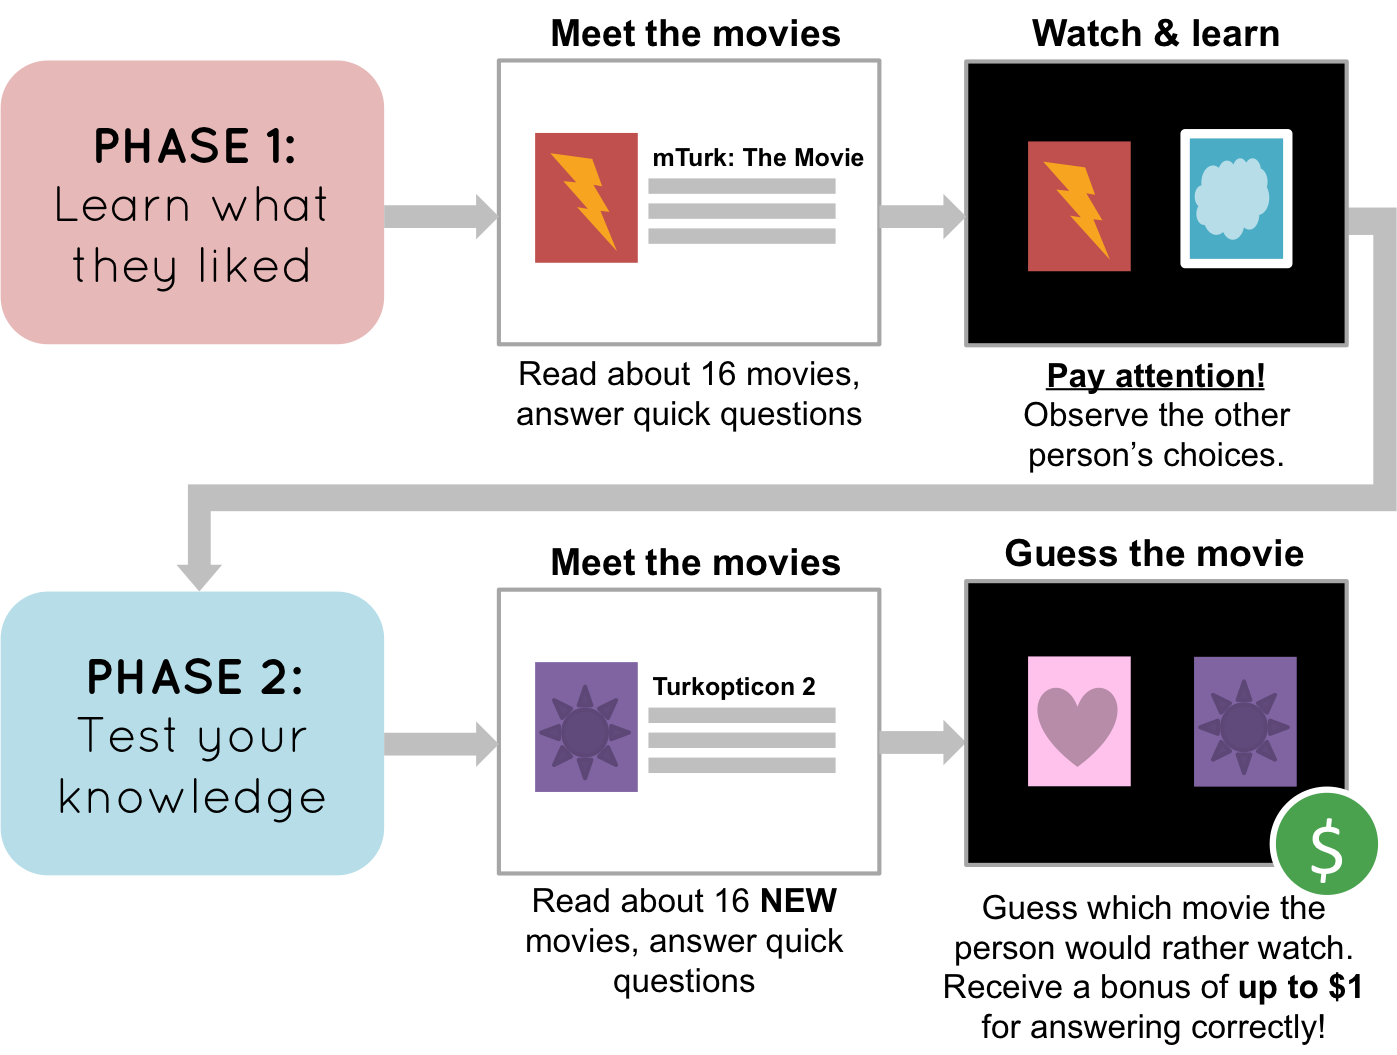 Meet the movies
Watch & learn
PHASE 1:
Learn what
they liked
mTurk: The Movie
Read about 16 movies,
answer quick questions
Pay attention!
Observe the other
person’s choices.
Meet the movies
Guess the movie
PHASE 2:
Test your
knowledge
Turkopticon 2
$
Read about 16 NEW
movies, answer quick
questions
Guess which movie the
person would rather watch.
Receive a bonus of up to $1
for answering correctly!